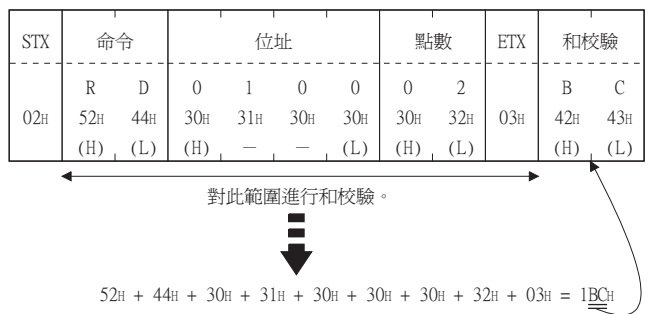 STX 命令 位址 點數 ETX 和校驗
R D 0 1 0 0 0 2 B C
02H 52H 44H 30H 31H 30H 30H 30H 32H 03H 42H 43H
(H) (L) (H) — — (L) (H) (L) (H) (L)
對此範圍進行和校驗。
52H + 44H + 30H + 31H + 30H + 30H + 30H + 32H + 03H = 1BCH